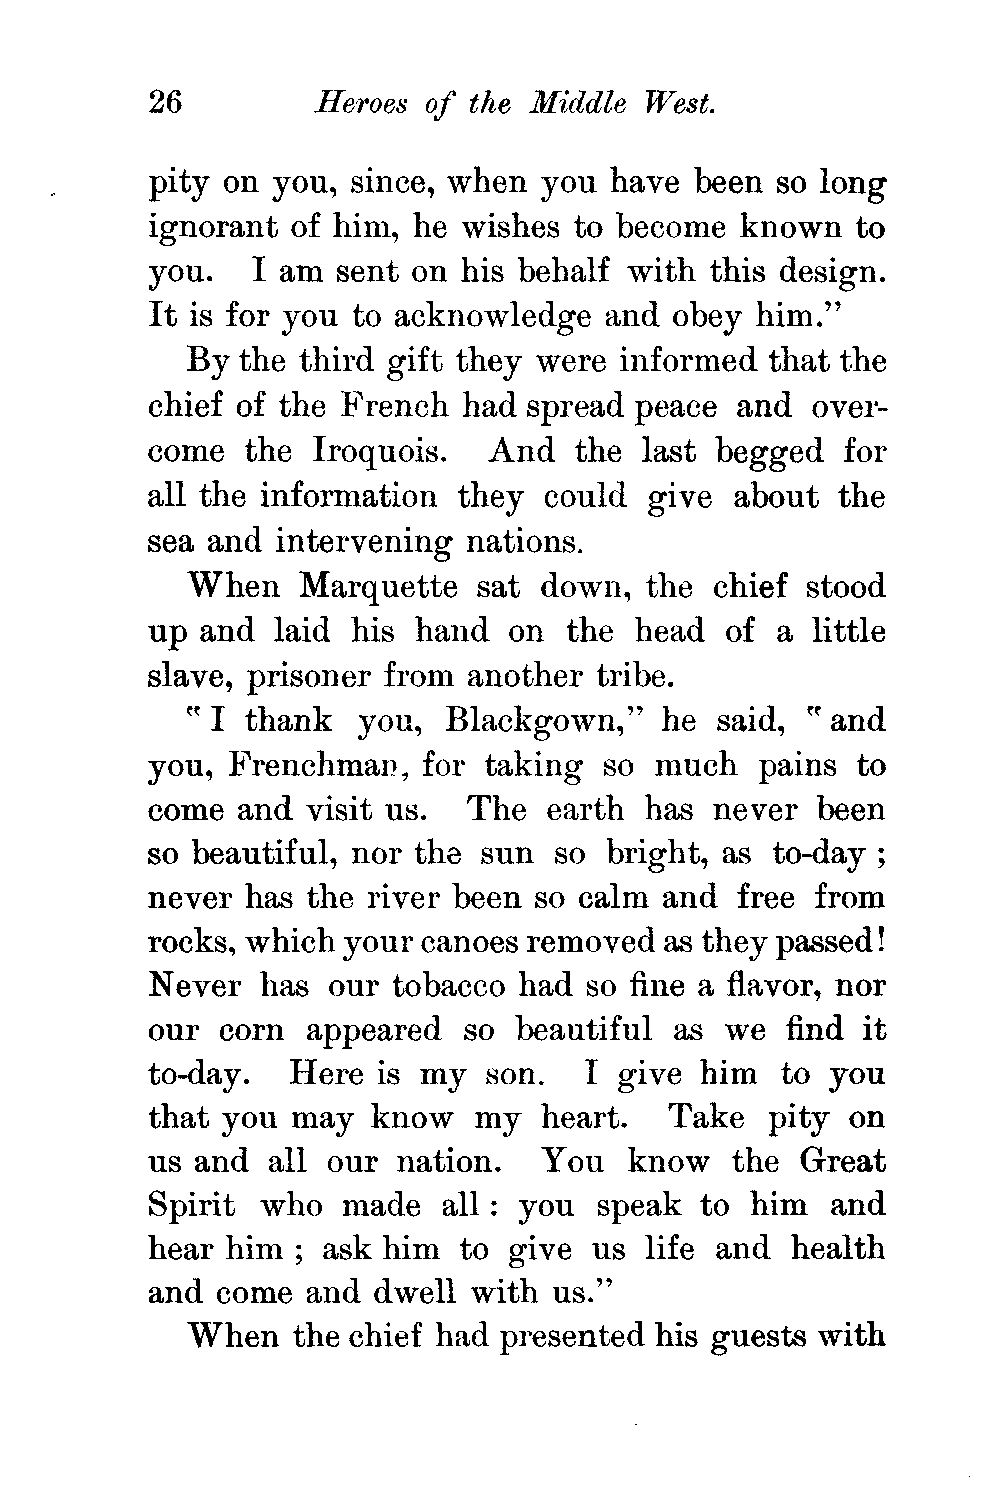 26 Heroes of the Middle West.
pity on you, since, when you have been so long
ignorant of him, he wishes to become known to
you. I am sent on his behalf with this design.
It is for you to acknowledge and obey him.”
By the third gift they were informed that the
chief of the French had spread peace and over-
come the Iroquois. And the last begged for
all the information they could give about the
sea and intervening nations.
When Marquette sat down, the chief stood
up and laid his hand on the head of a little
slave, prisoner from another tribe.
“I thank you, Blackgown,” he said, “and
you, Frenchman, for taking so much pains to
come and visit us. The earth has never been
so beautiful, nor the sun so bright, as to-day ;
never has the river been so calm and free from
rocks, which your canoes removed as they passed!
Never has our tobacco had so fine a flavor, nor
our corn appeared so beautiful as we find it
to-day. Here is my son. I give him to you
that you may know my heart. Take pity on
us and all our nation. You know the Great
Spirit who made all : you speak to him and
hear him ; ask him to give us life and health
and come and dwell with us.”
When the chief had presented his guests with